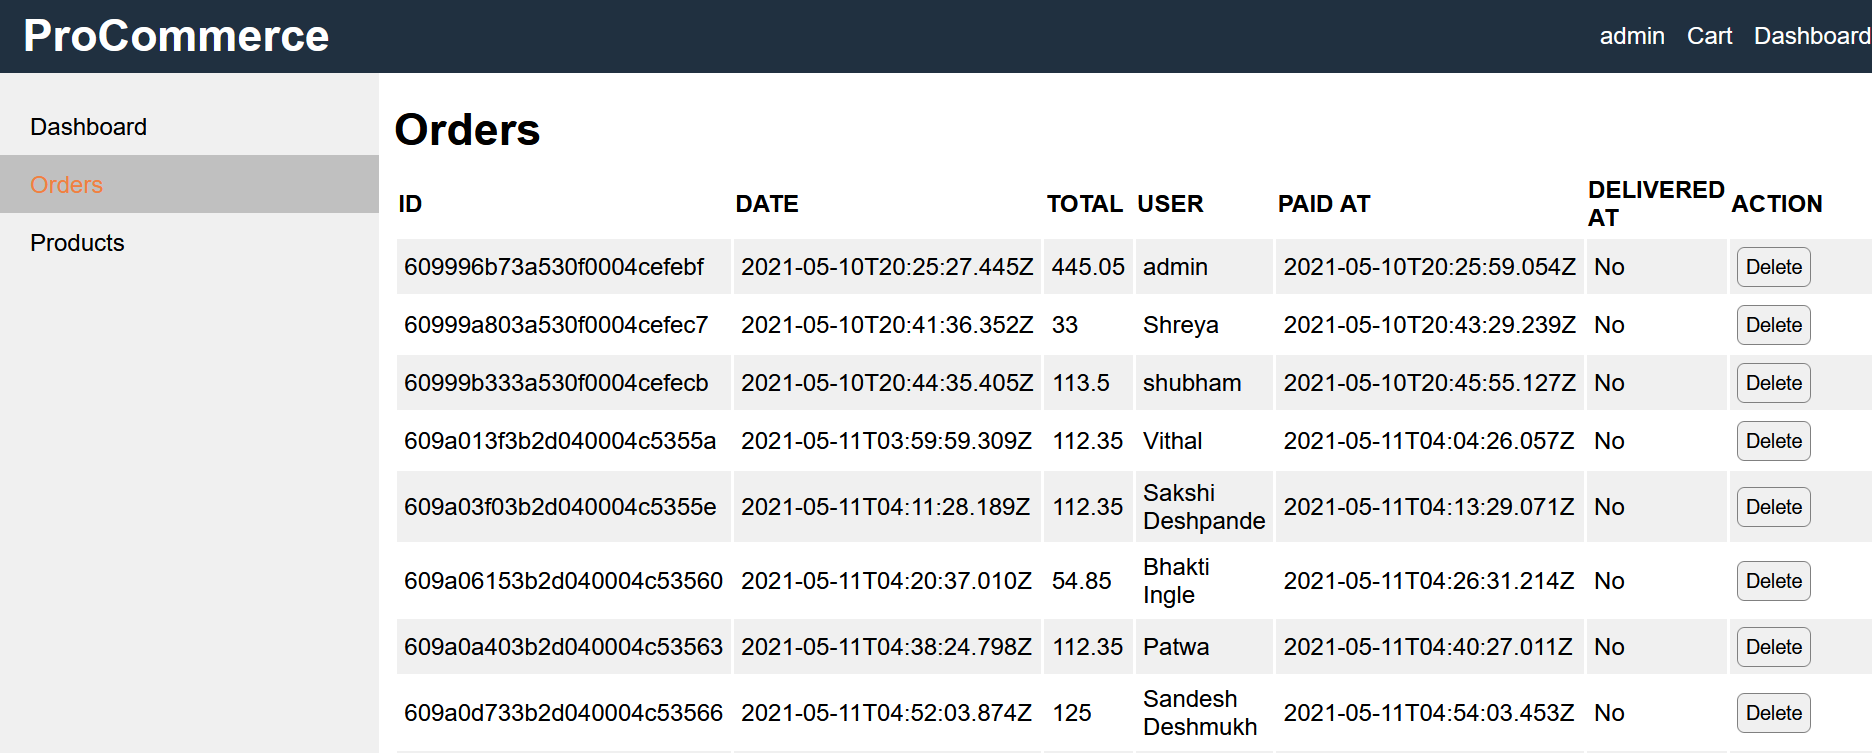 ProCommerce
admin Cart Dashboard
Dashboard
Orders
Products
Orders
ID DATE TOTAL USER PAID AT DELIVERED AT ACTION
609996b73a530f0004cefebf 2021-05-10T20:25:27.445Z 445.05 admin 2021-05-10T20:25:59.054Z No Delete
60999a803a530f0004cefec7 2021-05-10T20:41:36.352Z 33 Shreya 2021-05-10T20:43:29.239Z No Delete
60999b333a530f0004cefecb 2021-05-10T20:44:35.405Z 113.5 shubham 2021-05-10T20:45:55.127Z No Delete
609a013f3b2d040004c5355a 2021-05-11T03:59:59.309Z 112.35 Vithal 2021-05-11T04:04:26.057Z No Delete
609a03f03b2d040004c5355e 2021-05-11T04:11:28.189Z 112.35 Sakshi Deshpande 2021-05-11T04:13:29.071Z No Delete
609a06153b2d040004c53560 2021-05-11T04:20:37.010Z 54.85 Bhakti Ingle 2021-05-11T04:26:31.214Z No Delete
609a0a403b2d040004c53563 2021-05-11T04:38:24.798Z 112.35 Patwa 2021-05-11T04:40:27.011Z No Delete
609a0d733b2d040004c53566 2021-05-11T04:52:03.874Z 125 Sandesh Deshmukh 2021-05-11T04:54:03.453Z No Delete